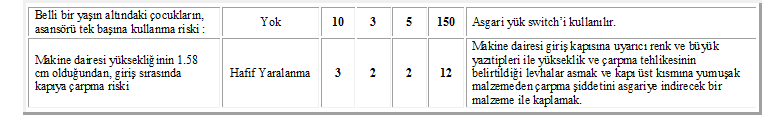 Belli bir yaşın altındaki çocukların,
asansörü tek başına kullanma riski :
Yok
10
3
5
150
Asgari yük switch'i kullanılır.
Makine dairesi yüksekliğinin 1.58
cm olduğundan, giriş sırasında
kapıya çarpma riski
Hafif Yaralanma
3
2
2
12
Makine dairesi giriş kapısına uyarıcı renk ve büyük
yazıtipleri ile yükseklik ve çarpma tehlikesinin
belirtildiği levhalar asmak ve kapı üst kısmına yumuşak
malzemeden çarpma şiddetini asgariye indirecek bir
malzeme ile kaplamak.